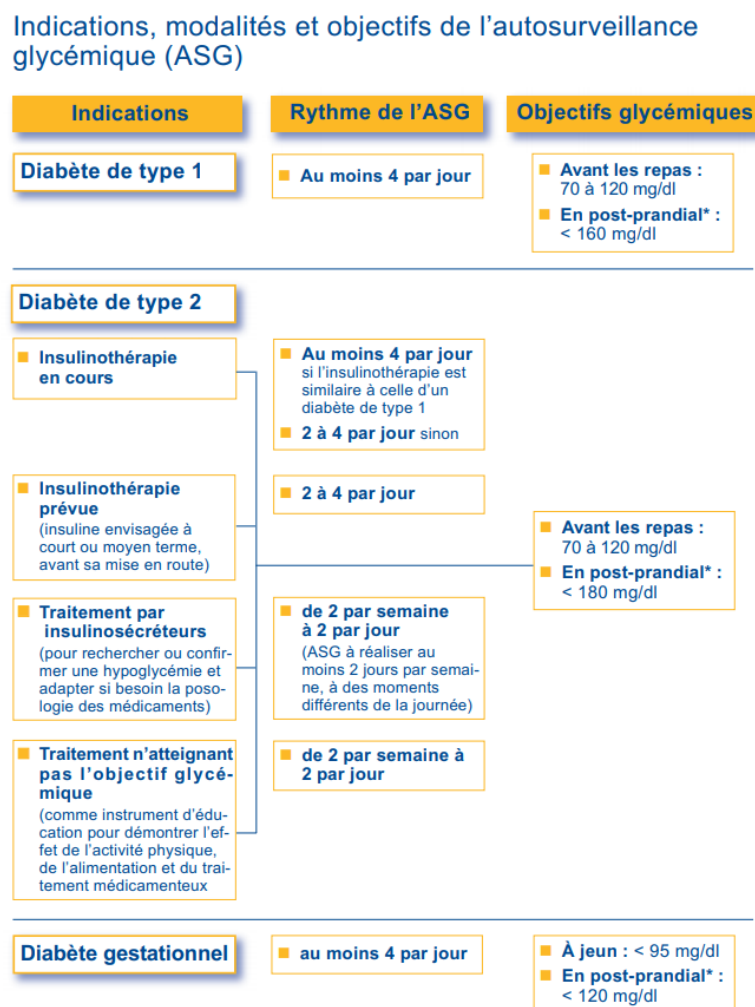 Indications, modalités et objectifs de l'autosurveillance
glycémique (ASG)
Indications
Rythme de l'ASG
Objectifs glycémiques
Diabète de type 1
■ Au moins 4 par jour
■ Avant les repas :
70 à 120 mg/dl
■ En post-prandial* :
< 160 mg/dl
Diabète de type 2
■ Insulinothérapie
en cours
■ Au moins 4 par jour
si l'insulinothérapie est
similaire à celle d'un
diabète de type 1
■ 2 à 4 par jour sinon
■ Insulinothérapie
prévue
(insuline envisagée à
court ou moyen terme,
avant sa mise en route)
■ 2 à 4 par jour
■ Avant les repas :
70 à 120 mg/dl
■ En post-prandial* :
< 180 mg/dl
■ Traitement par
insulinosécréteurs
(pour rechercher ou confir-
mer une hypoglycémie et
adapter si besoin la poso-
logie des médicaments)
■ de 2 par semaine
à 2 par jour
(ASG à réaliser au
moins 2 jours par semai-
ne, à des moments
différents de la journée)
■ Traitement n'atteignant
pas l'objectif glycé-
mique
(comme instrument d'édu-
cation pour démontrer l'ef-
fet de l'activité physique,
de l'alimentation et du trai-
tement médicamenteux
■ de 2 par semaine à
2 par jour
Diabète gestationnel
■ au moins 4 par jour
■ À jeun : < 95 mg/dl
■ En post-prandial* :
< 120 mg/dl